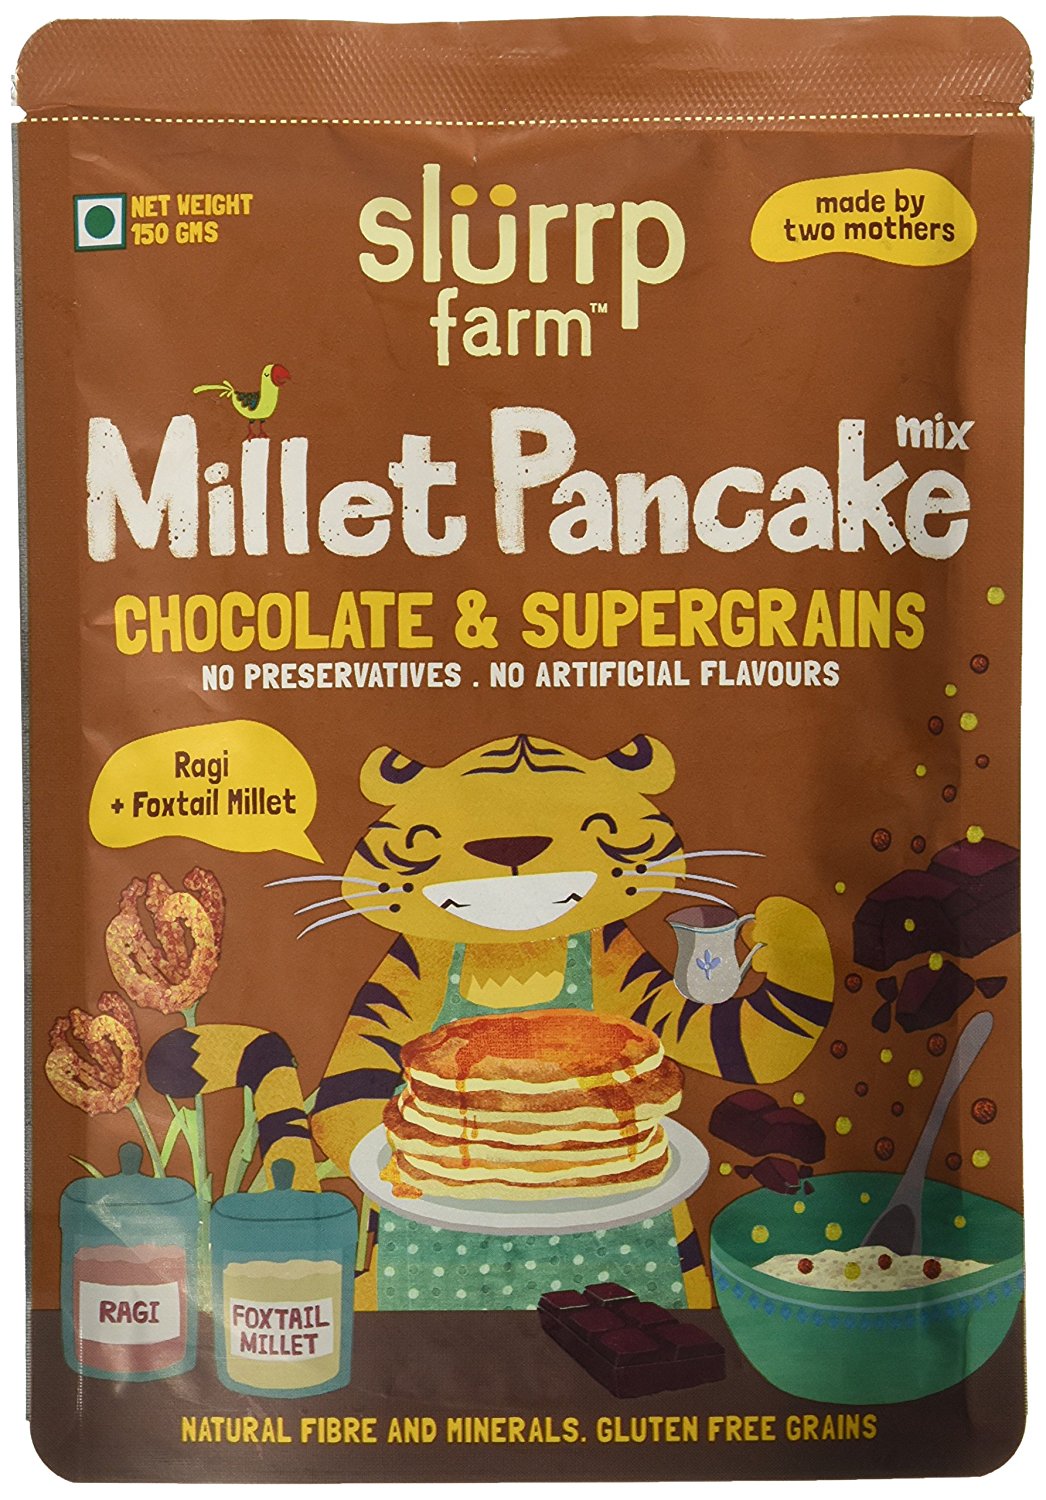 NET WEIGHT
150 GMS
slürrp
farm™
made by
two mothers
Millet Pancake mix
CHOCOLATE & SUPERGRAINS
NO PRESERVATIVES . NO ARTIFICIAL FLAVOURS
Ragi
+ Foxtail Millet
RAGI
FOXTAIL
MILLET
NATURAL FIBRE AND MINERALS. GLUTEN FREE GRAINS